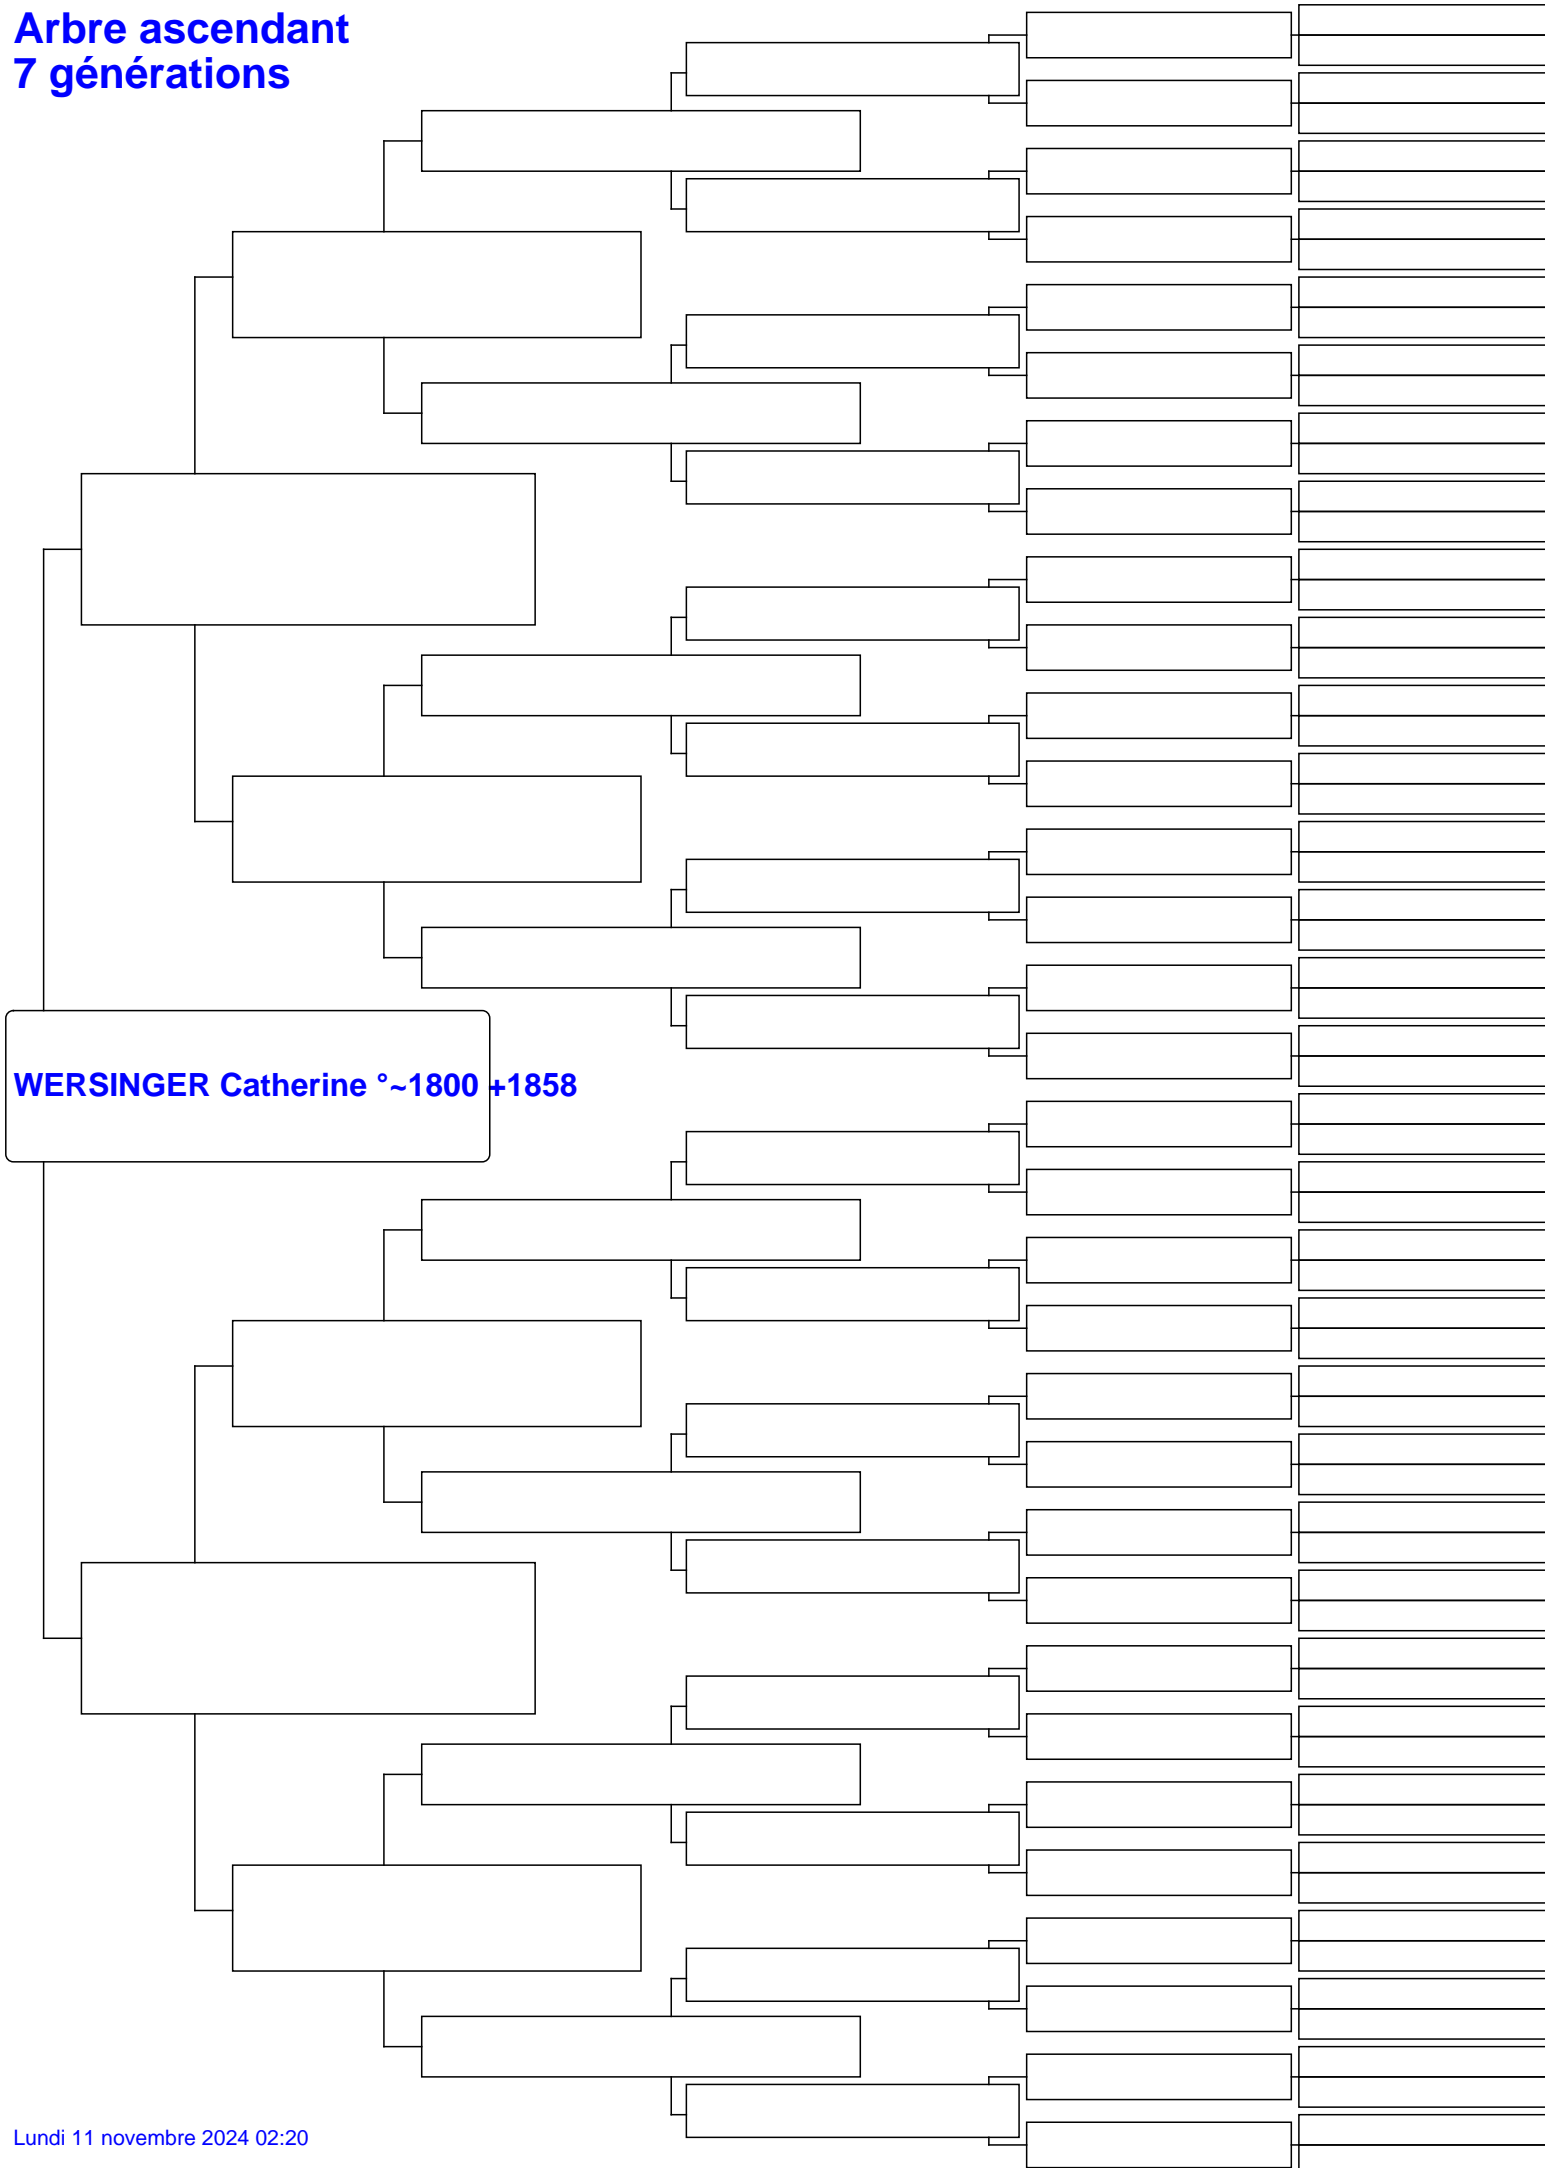 Arbre ascendant
7 générations
WERSINGER Catherine °~1800 +1858
Lundi 11 novembre 2024 02:20